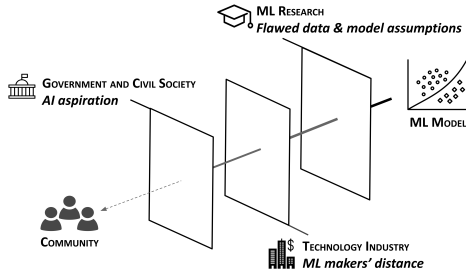 ML RESEARCH
Flawed data & model assumptions
GOVERNMENT AND CIVIL SOCIETY
AI aspiration
ML MODEL
COMMUNITY
$
TECHNOLOGY INDUSTRY
ML makers' distance